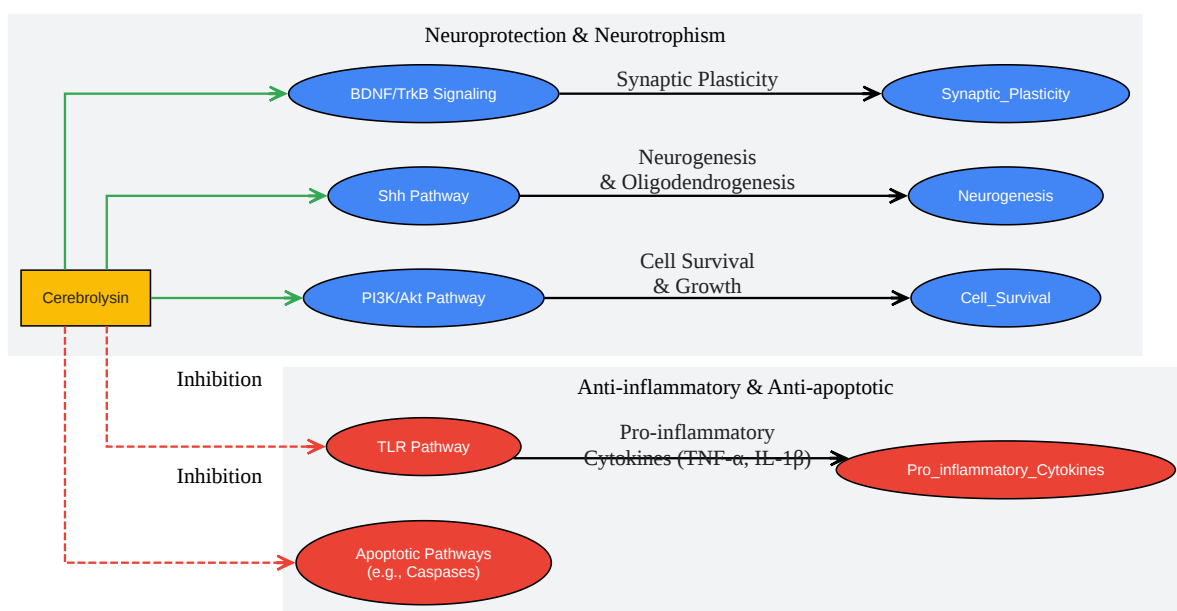 Neuroprotection & Neurotrophism
BDNF/TrkB Signaling
Synaptic Plasticity
Synaptic_Plasticity
Shh Pathway
Neurogenesis
& Oligodendrogenesis
Neurogenesis
Cerebrolysin
PI3K/Akt Pathway
Cell Survival
& Growth
Cell_Survival
Inhibition
Anti-inflammatory & Anti-apoptotic
TLR Pathway
Pro-inflammatory
Cytokines (TNF-α, IL-1β)
Pro_inflammatory_Cytokines
Inhibition
Apoptotic Pathways
(e.g., Caspases)